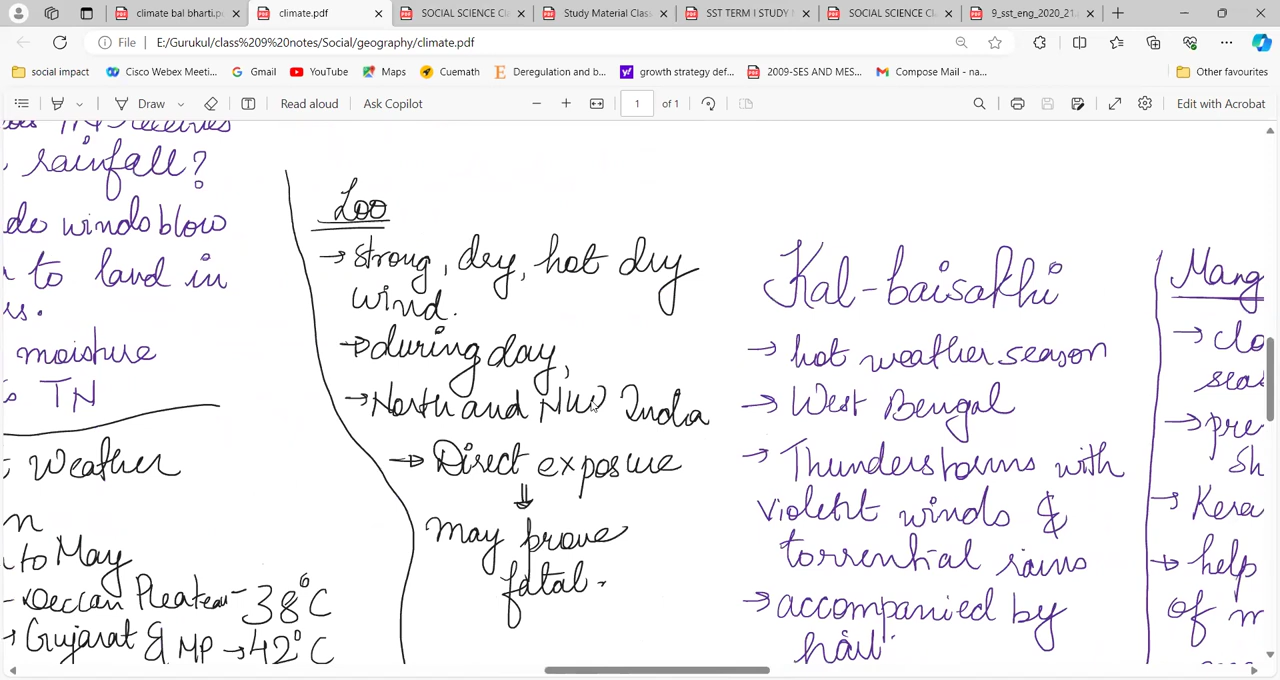 climate bal bharti.p
climate.pdf
SOCIAL SCIENCE C
Study Material Clas
SST TERM I STUDY M
SOCIAL SCIENCE CL
9_sst_eng_2020_21.
File
E:/Gurukul/class%209%20notes/Social/geography/climate.pdf
social impact
Cisco Webex Meeti...
Gmail
YouTube
Maps
Cuemath
Deregulation and b...
growth strategy def...
2009-SES AND MES...
Compose Mail - na...
Other favourites
Draw
Read aloud
Ask Copilot
1
of 1
Edit with Acrobat
rainfall?
de winds blow
to land in
rs.
moisture
TN
Weather
n
to May
Deccan Pleateau - 38°C
→ Gujarat & MP → 42°C
Loo
→ strong, dry, hot dry
wind.
→ during day,
→ North and NW India
→ Direct exposure
⇓
may prove
fatal.
Kal-baisakhi
→ hot weather season
→ West Bengal
→ Thunderstorms with
violent winds &
torrential rains
→ accompanied by
hail
Mang
→ clo
sea
→ pre
sh
→ Kera
→ help
of m